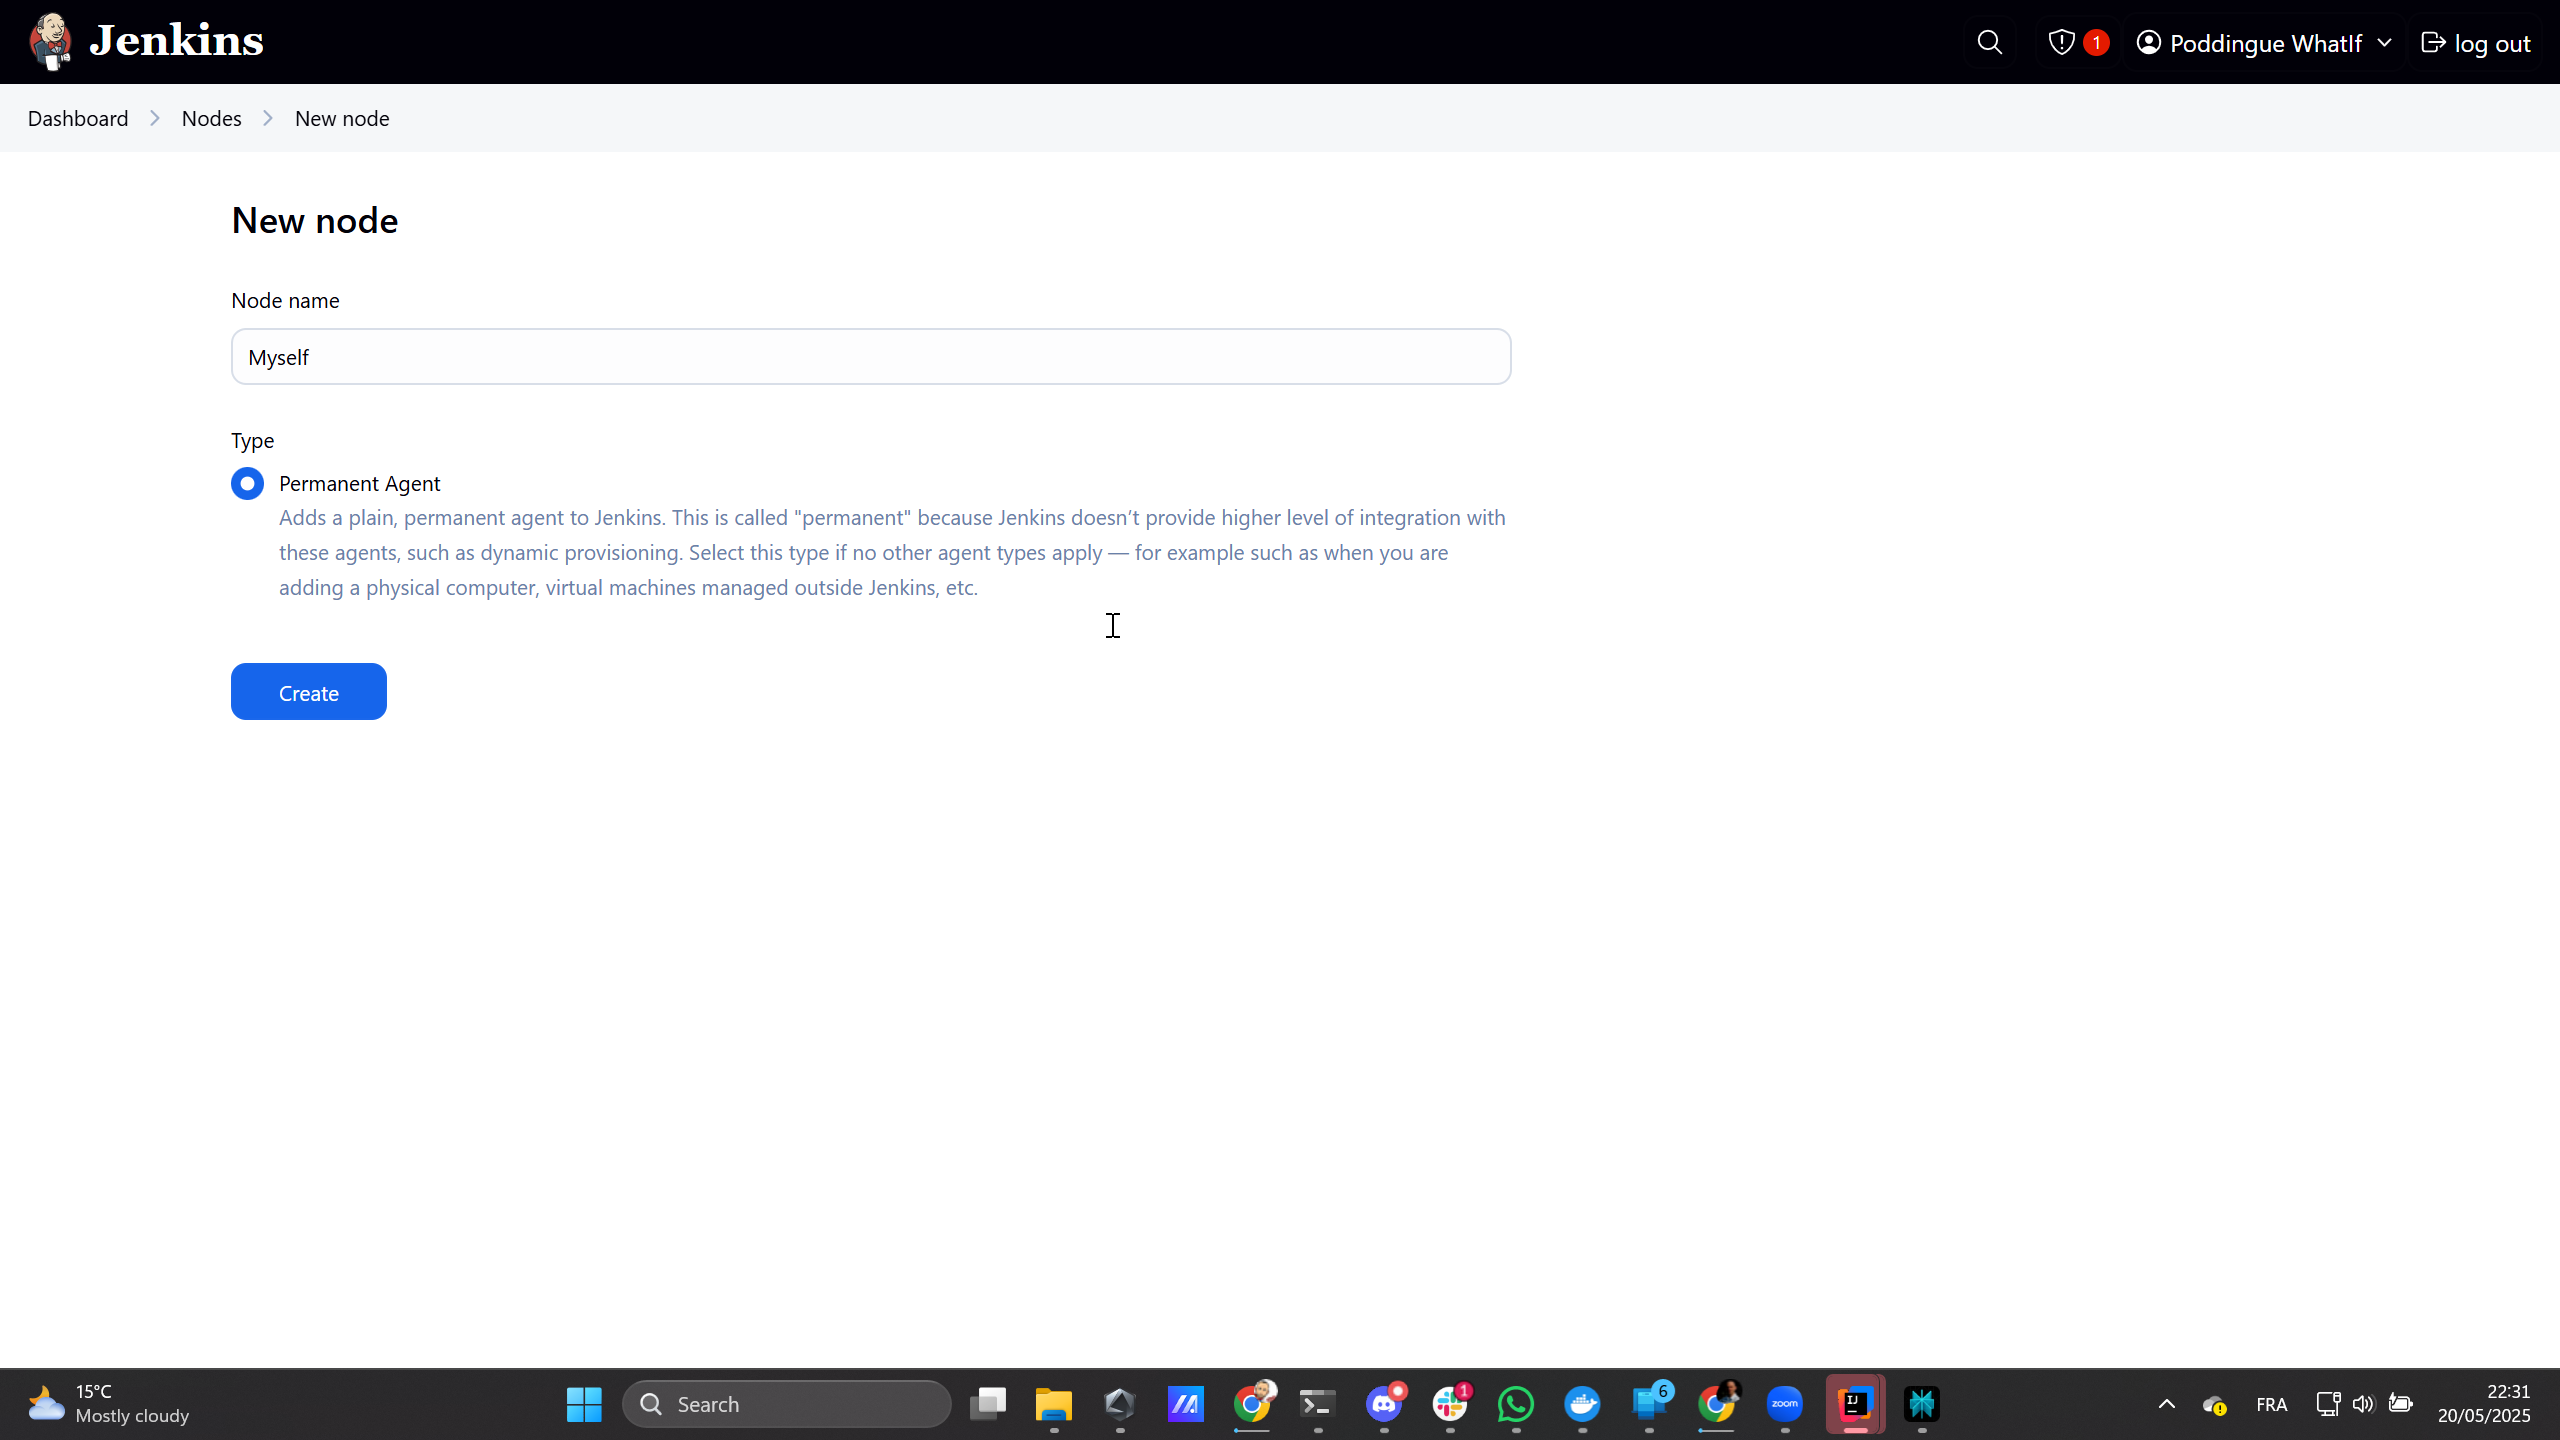 Jenkins
1
Poddingue WhatIf
log out
Dashboard
Nodes
New node
New node
Node name
Myself
Type
Permanent Agent
Adds a plain, permanent agent to Jenkins. This is called "permanent" because Jenkins doesn’t provide higher level of integration with
these agents, such as dynamic provisioning. Select this type if no other agent types apply — for example such as when you are
adding a physical computer, virtual machines managed outside Jenkins, etc.
Create
15°C
Mostly cloudy
Search
1
6
zoom
IJ
FRA
22:31
20/05/2025